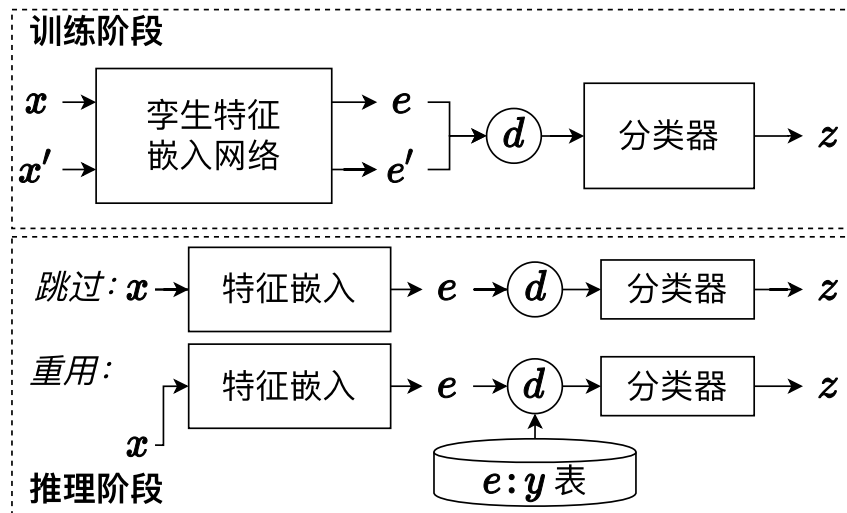 训练阶段
x
x′
孪生特征
嵌入网络
e
e′
d
分类器
z
跳过: x 特征嵌入 e d 分类器 z
重用: 特征嵌入 e d 分类器 z
x
e:y 表
推理阶段